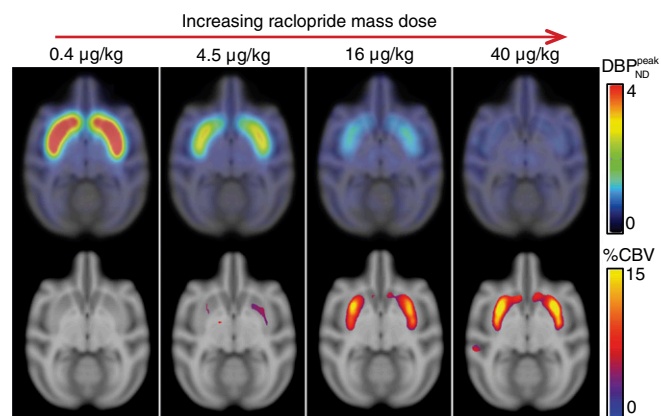 Increasing raclopride mass dose
0.4 µg/kg 4.5 µg/kg 16 µg/kg 40 µg/kg
DBP peak ND
4
0
%CBV
15
0